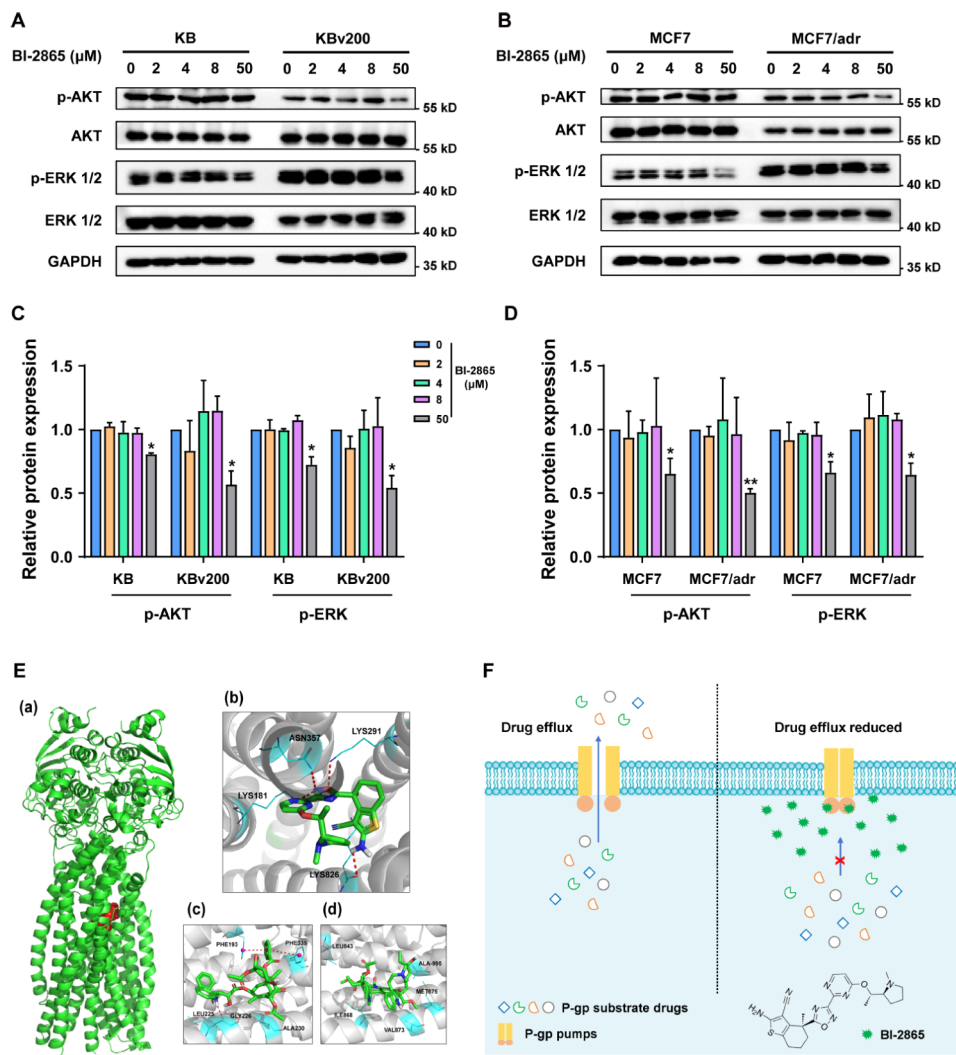 A
KB KBv200
BI-2865 (μM) 0 2 4 8 50 0 2 4 8 50
p-AKT 55 kD
AKT 55 kD
p-ERK 1/2 40 kD
ERK 1/2 40 kD
GAPDH 35 kD
B
MCF7 MCF7/adr
BI-2865 (μM) 0 2 4 8 50 0 2 4 8 50
p-AKT 55 kD
AKT 55 kD
p-ERK 1/2 40 kD
ERK 1/2 40 kD
GAPDH 35 kD
C
Relative protein expression
1.5
1.0
0.5
0.0
* * * *
KB KBv200 KB KBv200
p-AKT p-ERK
0
2
4
8
50
BI-2865
(μM)
D
Relative protein expression
1.5
1.0
0.5
0.0
* ** * *
MCF7 MCF7/adr MCF7 MCF7/adr
p-AKT p-ERK
E
(a)
(b)
ASN357 LYS291
LYS181
LYS826
(c)
PHE193
LEU225 GLY226 ALA230
(d)
LEU843
ILE868 VAL873
F
Drug efflux Drug efflux reduced
P-gp substrate drugs
P-gp pumps
BI-2865
N
N
N
O
N
H₂N
S
O
N
N